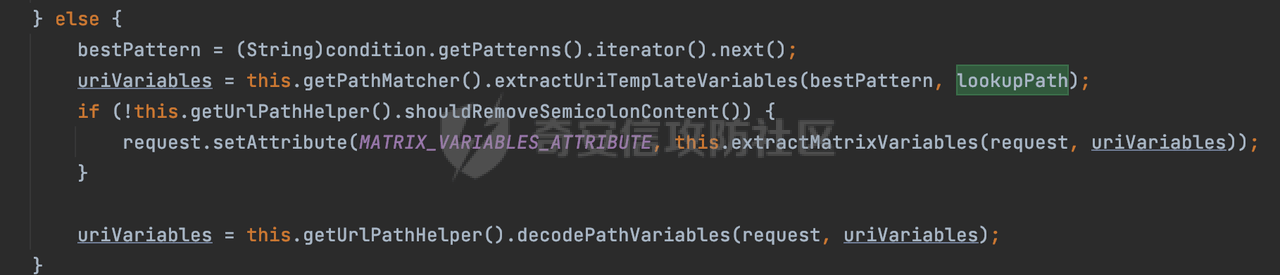 } else {
    bestPattern = (String)condition.getPatterns().iterator().next();
    uriVariables = this.getPathMatcher().extractUriTemplateVariables(bestPattern, lookupPath);
    if (!this.getUrlPathHelper().shouldRemoveSemicolonContent()) {
        request.setAttribute(MATRIX_VARIABLES_ATTRIBUTE, this.extractMatrixVariables(request, uriVariables));
    }
    uriVariables = this.getUrlPathHelper().decodePathVariables(request, uriVariables);
}
奇安信攻防社区